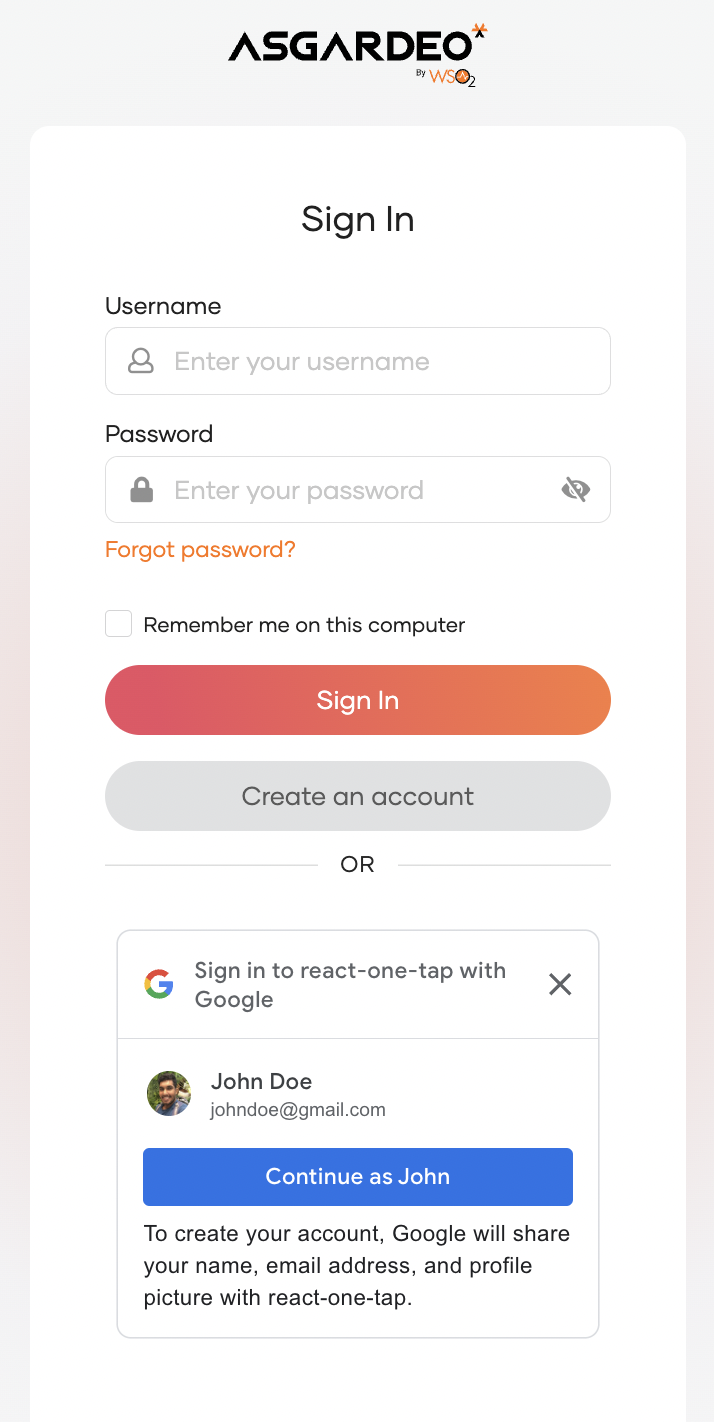 ASGARDEO
By WSO2
Sign In
Username
Enter your username
Password
Enter your password
Forgot password?
Remember me on this computer
Sign In
Create an account
OR
Sign in to react-one-tap with
Google
John Doe
johndoe@gmail.com
Continue as John
To create your account, Google will share
your name, email address, and profile
picture with react-one-tap.